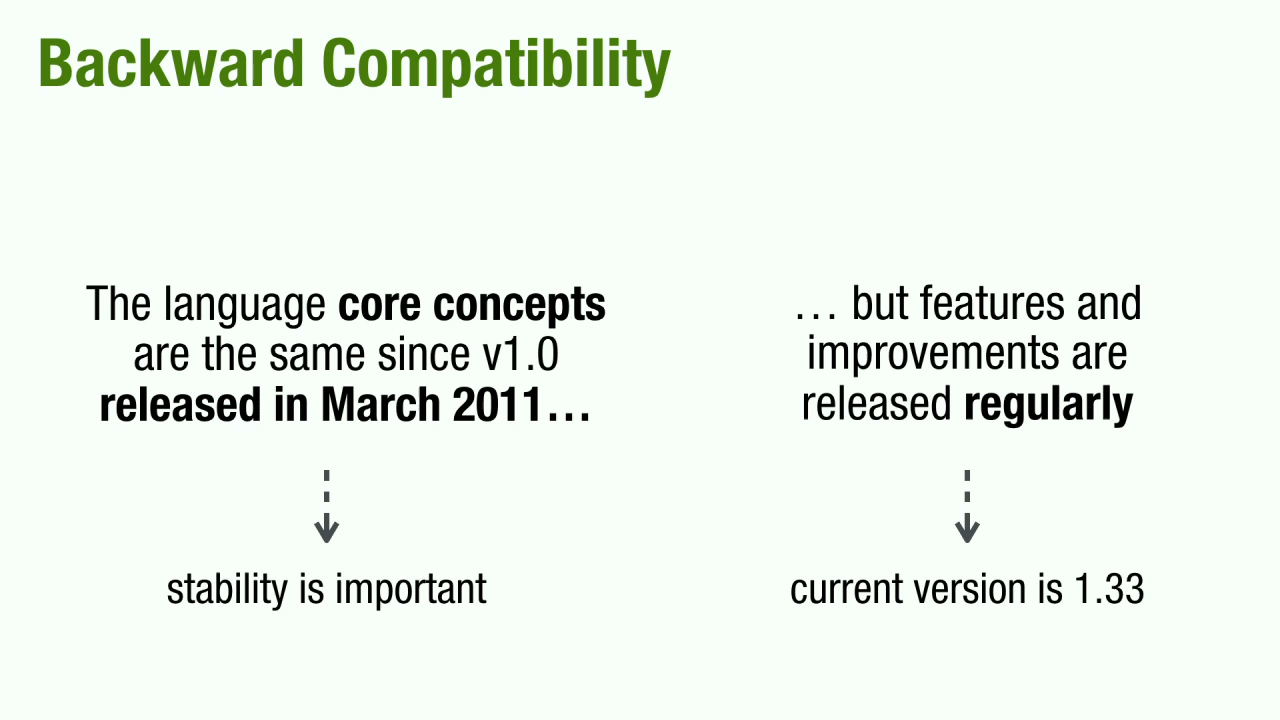 Backward Compatibility
The language core concepts
are the same since v1.0
released in March 2011…
stability is important
… but features and
improvements are
released regularly
current version is 1.33